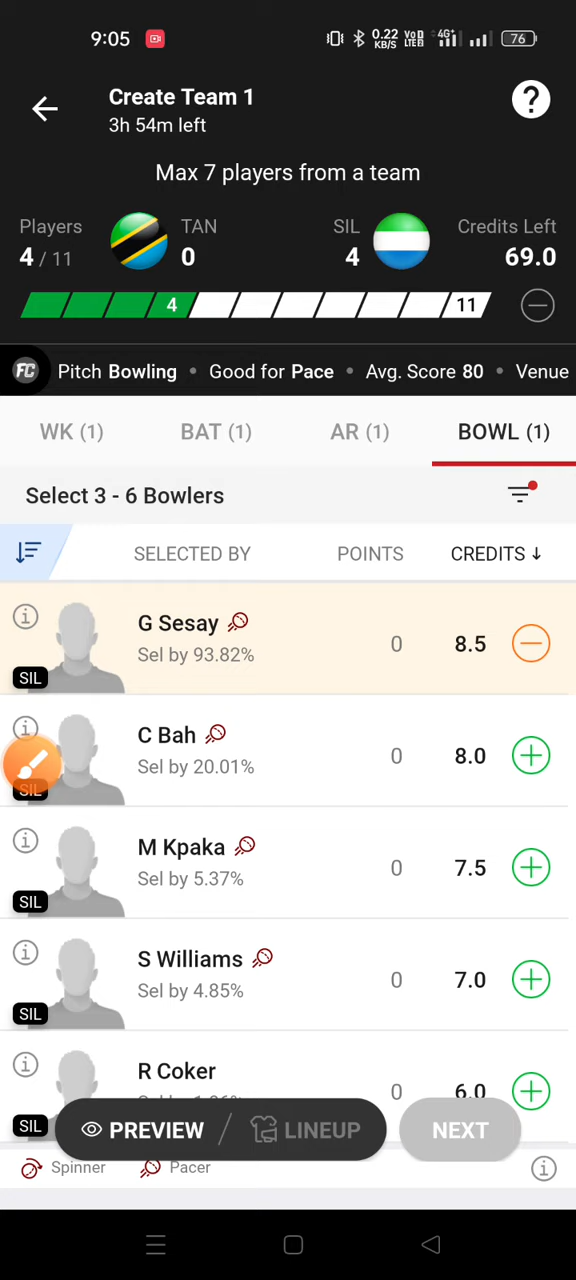 9:05 0.22 KB/S Vo LTE 2 4G+ 76
Create Team 1
3h 54m left
?
Max 7 players from a team
Players TAN SIL Credits Left
4 / 11 0 4 69.0
4 11
FC Pitch Bowling • Good for Pace • Avg. Score 80 • Venue
WK (1) BAT (1) AR (1) BOWL (1)
Select 3 - 6 Bowlers
SELECTED BY POINTS CREDITS ↓
G Sesay
Sel by 93.82% 0 8.5
SIL
C Bah
Sel by 20.01% 0 8.0
SIL
M Kpaka
Sel by 5.37% 0 7.5
SIL
S Williams
Sel by 4.85% 0 7.0
SIL
R Coker
0 6.0
SIL
PREVIEW / LINEUP NEXT
Spinner Pacer